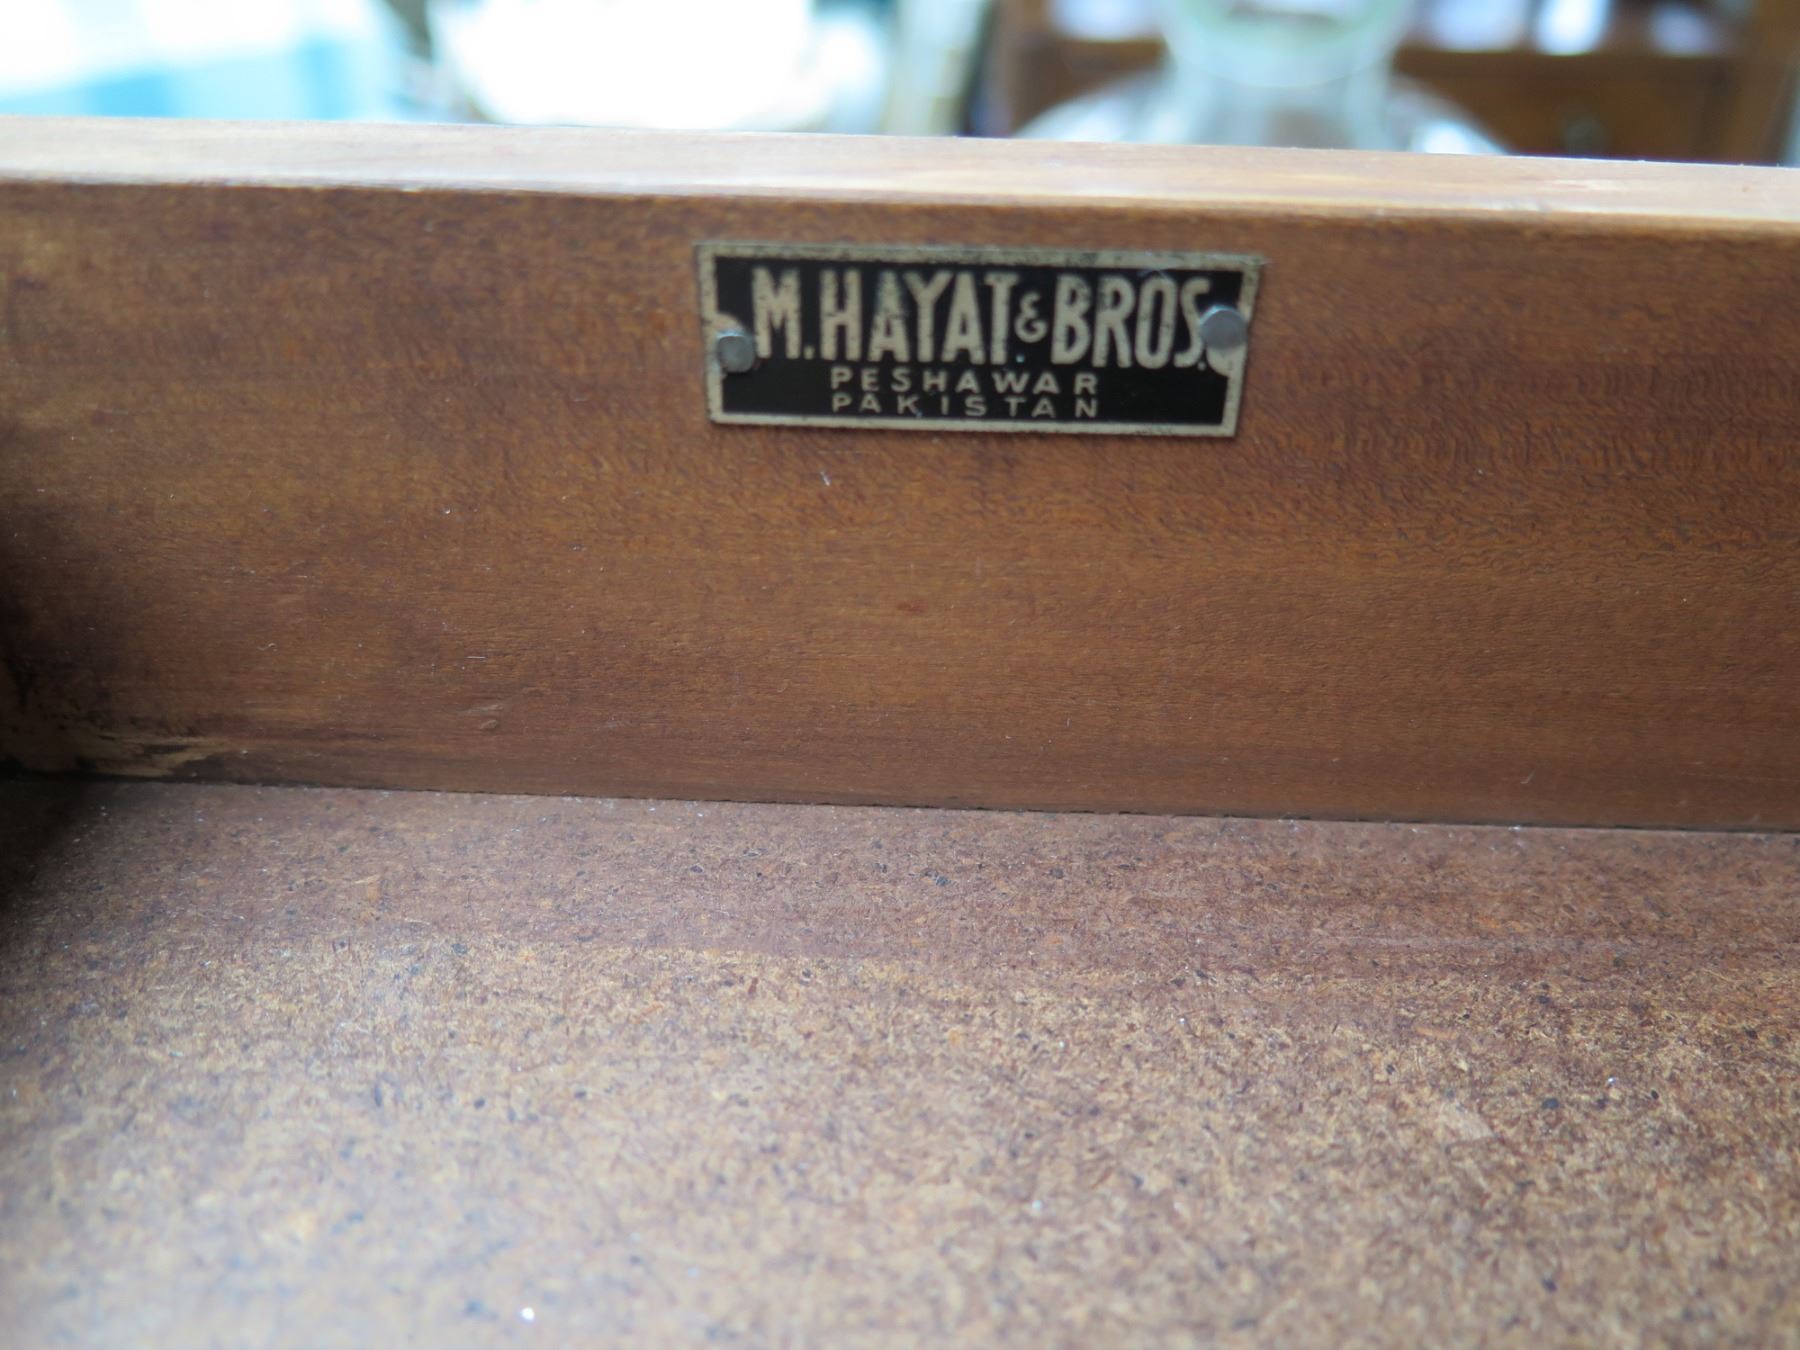 M. HAYAT & BROS.
PESHAWAR
PAKISTAN